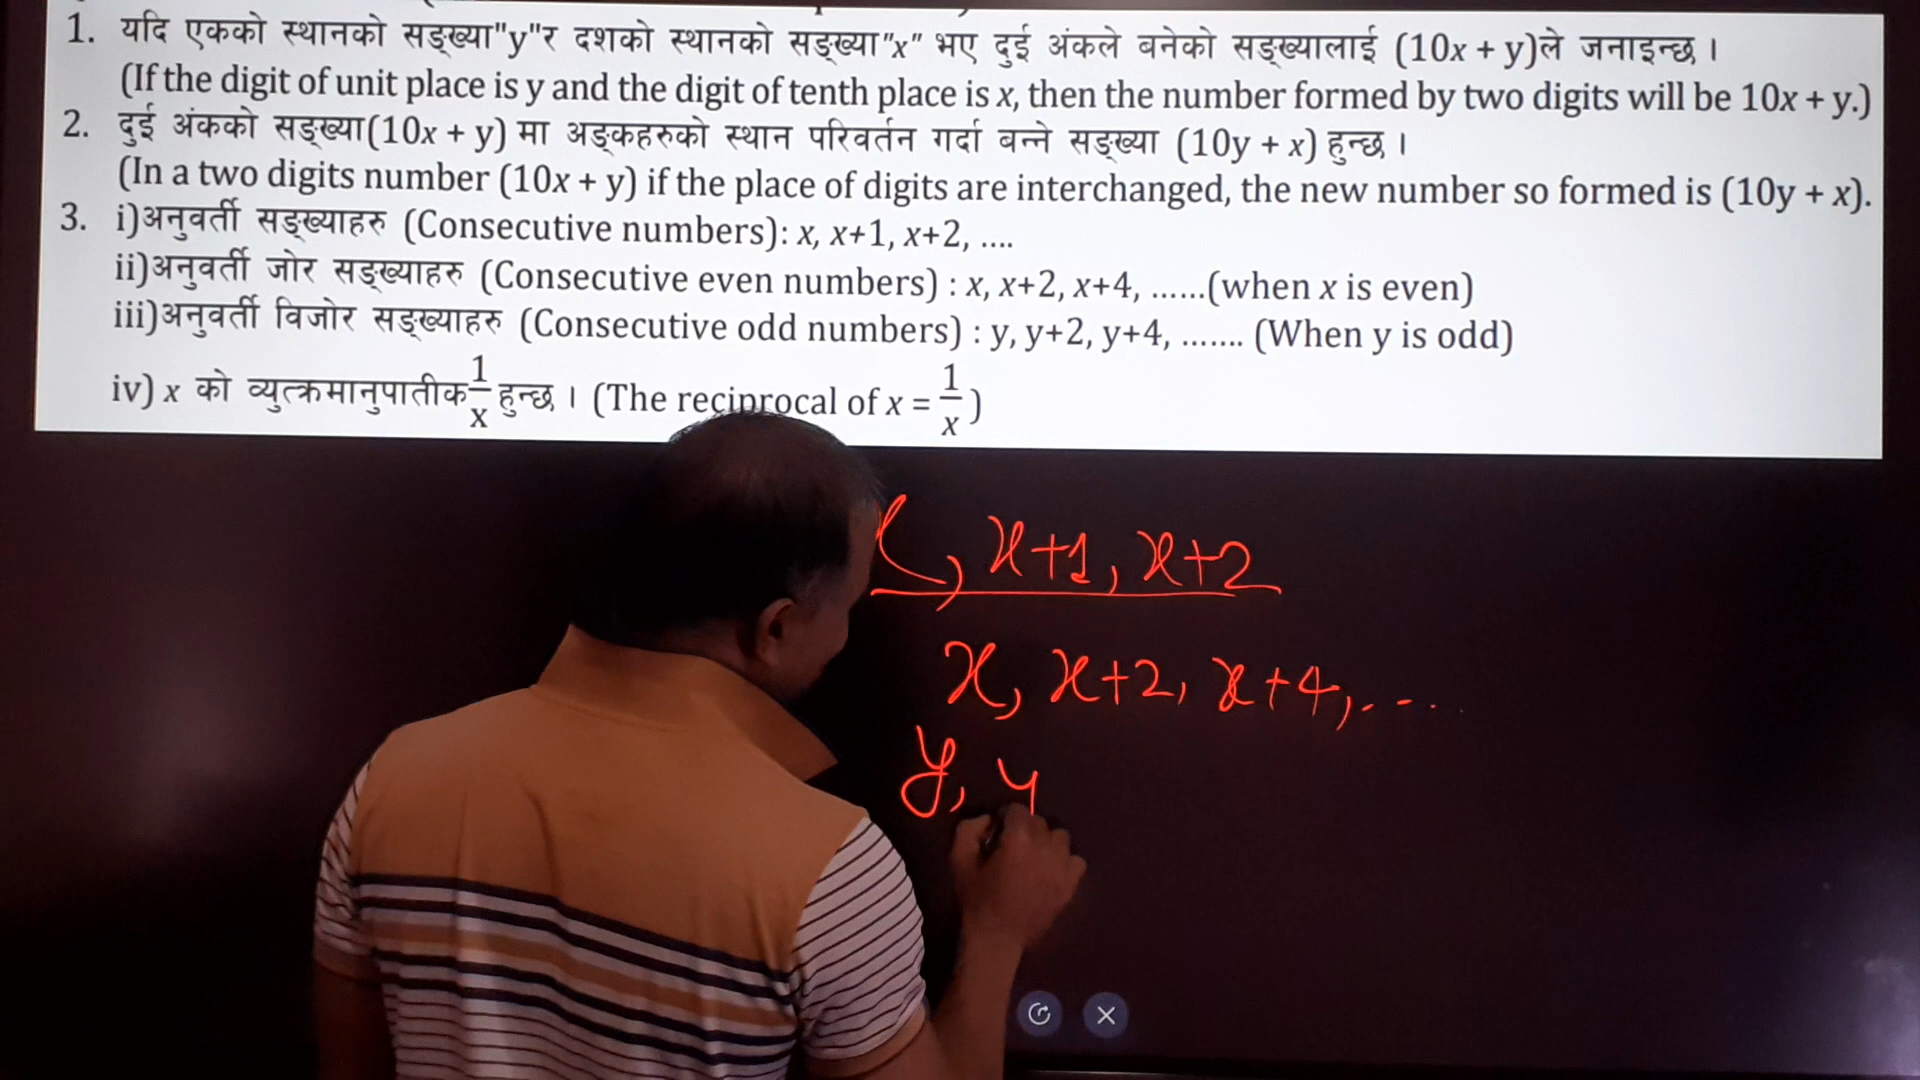 1. यदि एकको स्थानको सङ्ख्या"y"र दशको स्थानको सङ्ख्या"x" भए दुई अंकले बनेको सङ्ख्यालाई (10x + y)ले जनाइन्छ ।
(If the digit of unit place is y and the digit of tenth place is x, then the number formed by two digits will be 10x + y.)
2. दुई अंकको सङ्ख्या(10x + y) मा अङ्कहरुको स्थान परिवर्तन गर्दा बन्ने सङ्ख्या (10y + x) हुन्छ ।
(In a two digits number (10x + y) if the place of digits are interchanged, the new number so formed is (10y + x).
3. i)अनुवर्ती सङ्ख्याहरु (Consecutive numbers): x, x+1, x+2, ....
ii)अनुवर्ती जोर सङ्ख्याहरु (Consecutive even numbers) : x, x+2, x+4, ......(when x is even)
iii)अनुवर्ती विजोर सङ्ख्याहरु (Consecutive odd numbers) : y, y+2, y+4, ....... (When y is odd)
iv) x को व्युत्क्रमानुपातीक 1/x हुन्छ । (The reciprocal of x = 1/x )
, x+1, x+2
x, x+2, x+4, ....
y, y